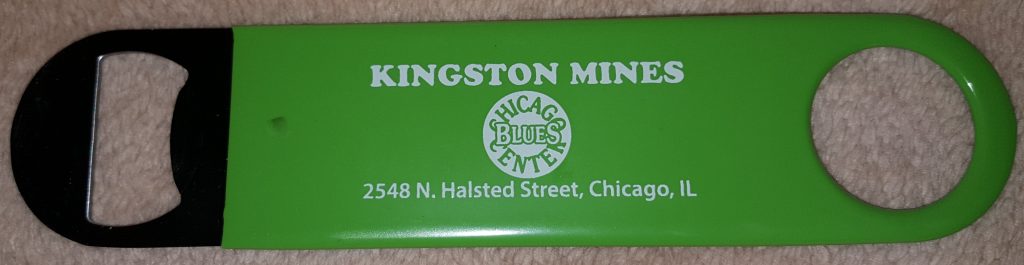 KINGSTON MINES
CHICAGO
BLUES
CENTER
2548 N. Halsted Street, Chicago, IL